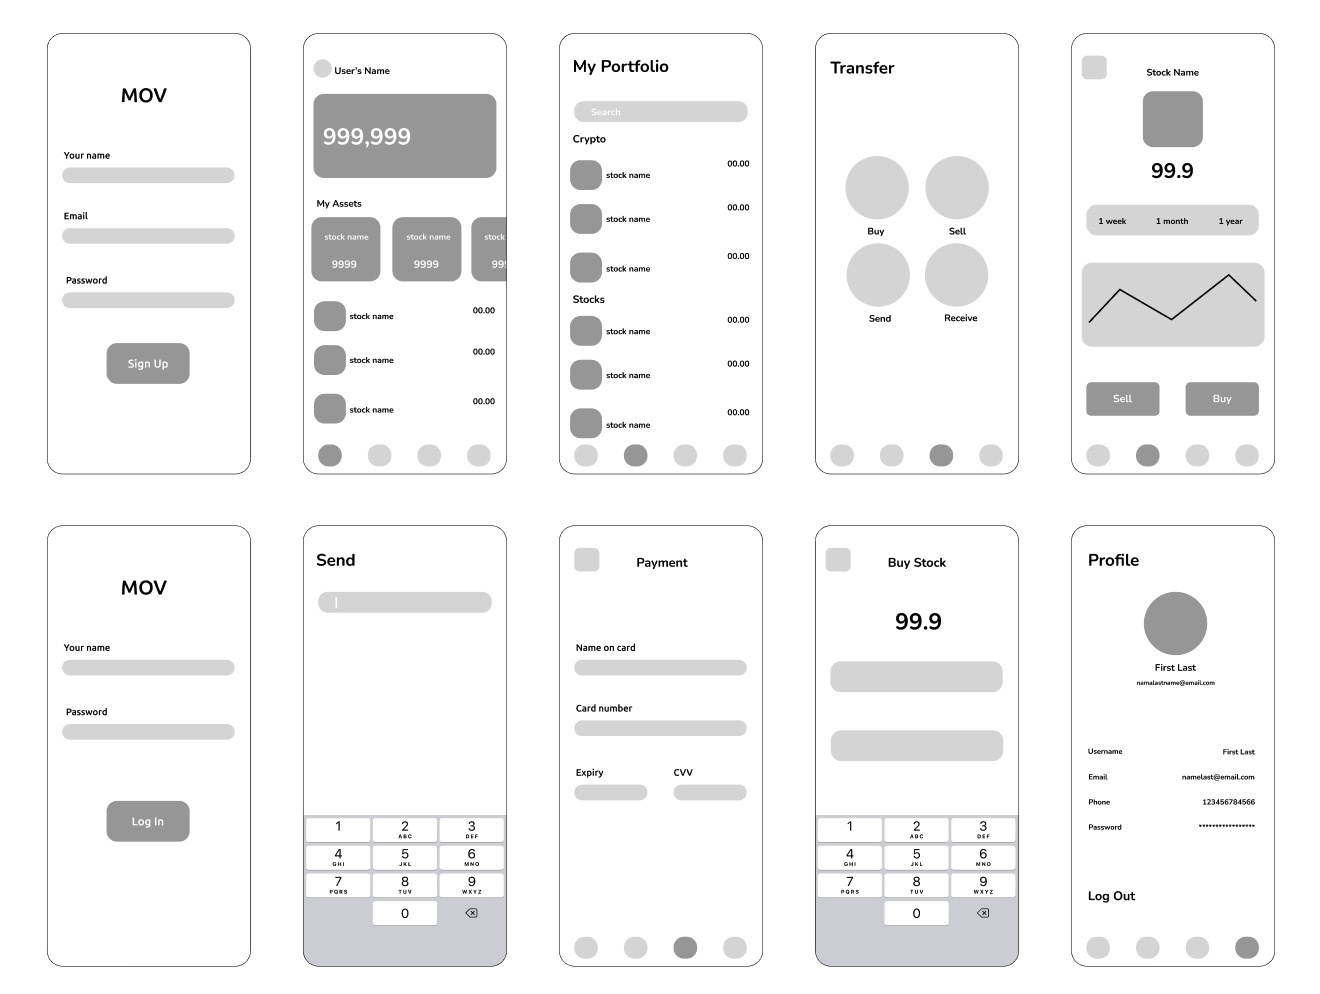 MOV
Your name
Email
Password
Sign Up
User's Name
999,999
My Assets
stock name
9999
stock name
9999
stock
99
stock name 00.00
stock name 00.00
stock name 00.00
My Portfolio
Search
Crypto
stock name 00.00
stock name 00.00
stock name 00.00
Stocks
stock name 00.00
stock name 00.00
stock name 00.00
Transfer
Buy
Sell
Send
Receive
Stock Name
99.9
1 week 1 month 1 year
Sell
Buy
MOV
Your name
Password
Log In
Send
1 2 3
ABC DEF
4 5 6
GHI JKL MNO
7 8 9
PQRS TUV WXYZ
0
Payment
Name on card
Card number
Expiry CVV
Buy Stock
99.9
1 2 3
ABC DEF
4 5 6
GHI JKL MNO
7 8 9
PQRS TUV WXYZ
0
Profile
First Last
namalastname@email.com
Username First Last
Email namelast@email.com
Phone 123456784566
Password *****************
Log Out